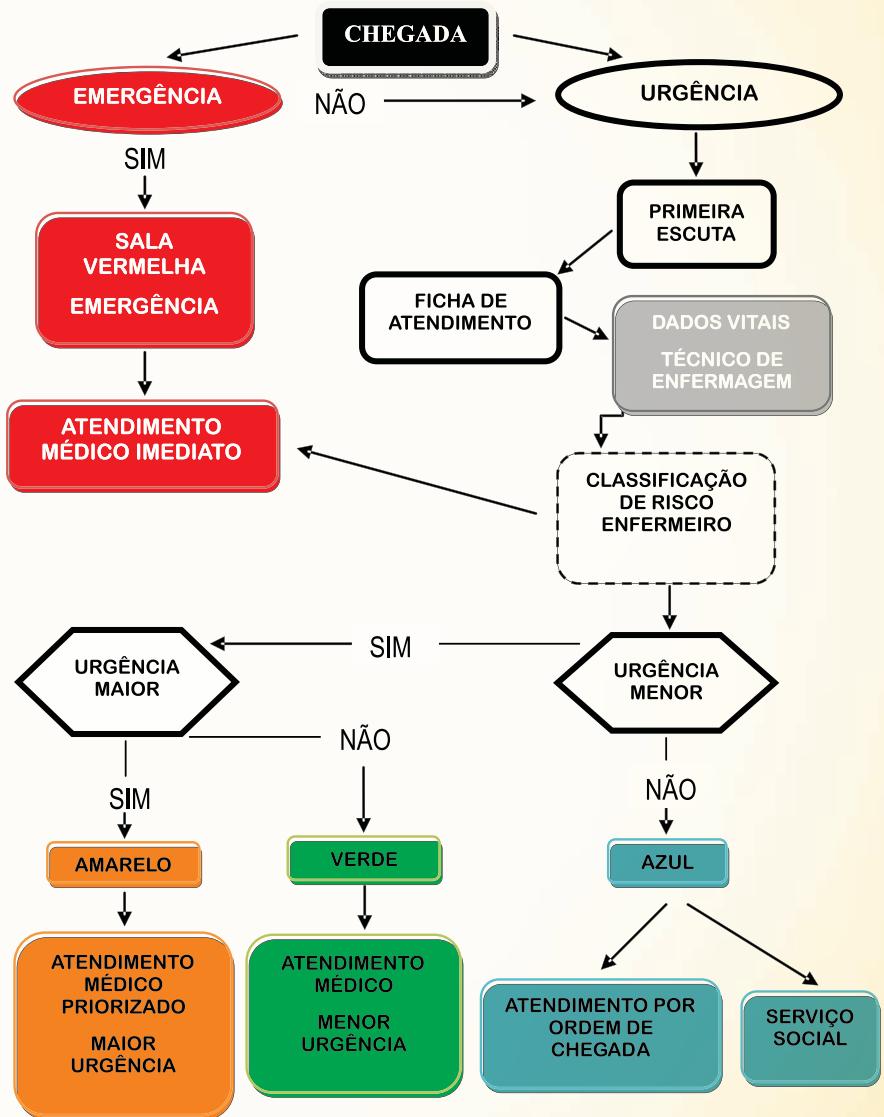 CHEGADA
EMERGÊNCIA
NÃO
URGÊNCIA
SIM
PRIMEIRA
ESCUTA
SALA
VERMELHA
EMERGÊNCIA
FICHA DE
ATENDIMENTO
DADOS VITAIS
TÉCNICO DE
ENFERMAGEM
ATENDIMENTO
MÉDICO IMEDIATO
CLASSIFICAÇÃO
DE RISCO
ENFERMEIRO
URGÊNCIA
MAIOR
SIM
URGÊNCIA
MENOR
SIM
NÃO
NÃO
AMARELO
VERDE
AZUL
ATENDIMENTO
MÉDICO
PRIORIZADO
MAIOR
URGÊNCIA
ATENDIMENTO
MÉDICO
MENOR
URGÊNCIA
ATENDIMENTO POR
ORDEM DE
CHEGADA
SERVIÇO
SOCIAL